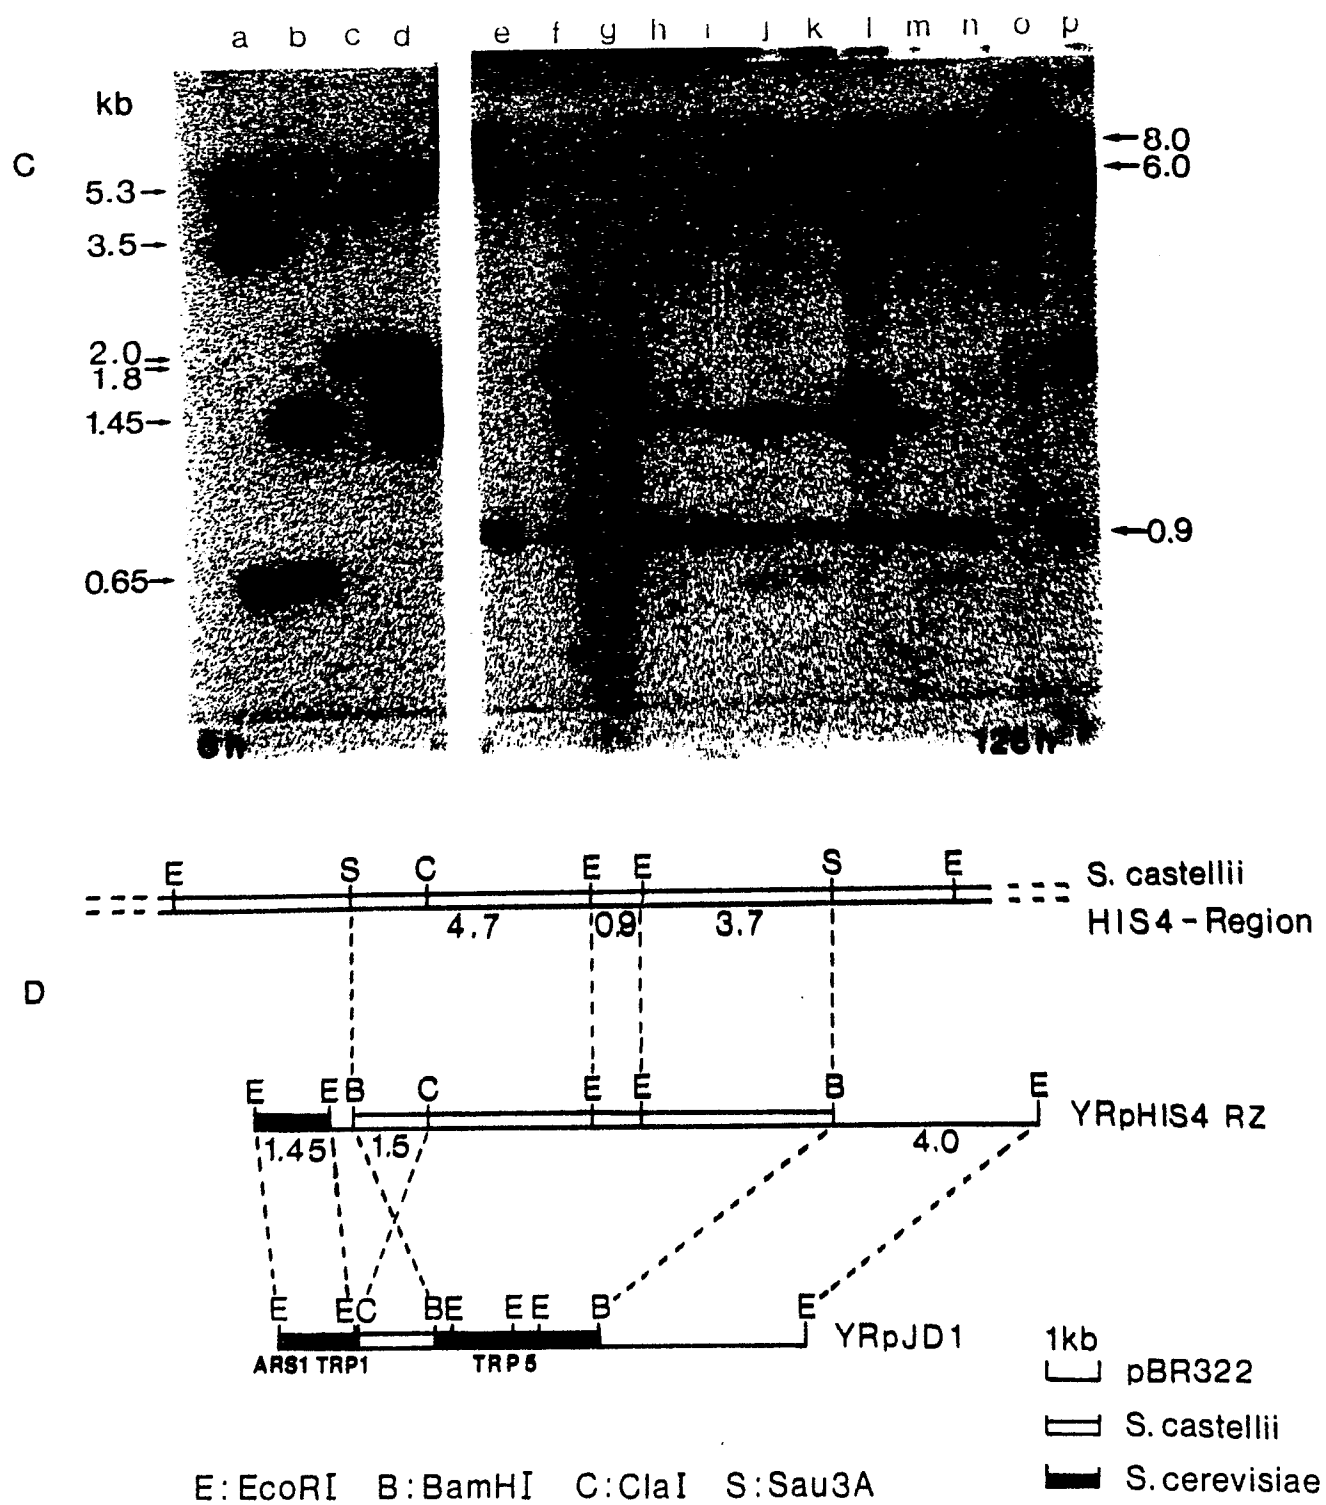 a b c d e f g h i j k l m n o p
kb
C
8.0
6.0
5.3
3.5
2.0
1.8
1.45
0.9
0.65
6h 126h
E S C E E S E S. castellii
4.7 0.9 3.7 HIS4-Region
D
E E B C E E B E YRpHIS4 RZ
1.45 1.5 4.0
E E C B E E E B E YRpJD1
ARS1 TRP1 TRP5
1kb
pBR322
S. castellii
S. cerevisiae
E: EcoRI B: BamHI C: ClaI S: Sau3A